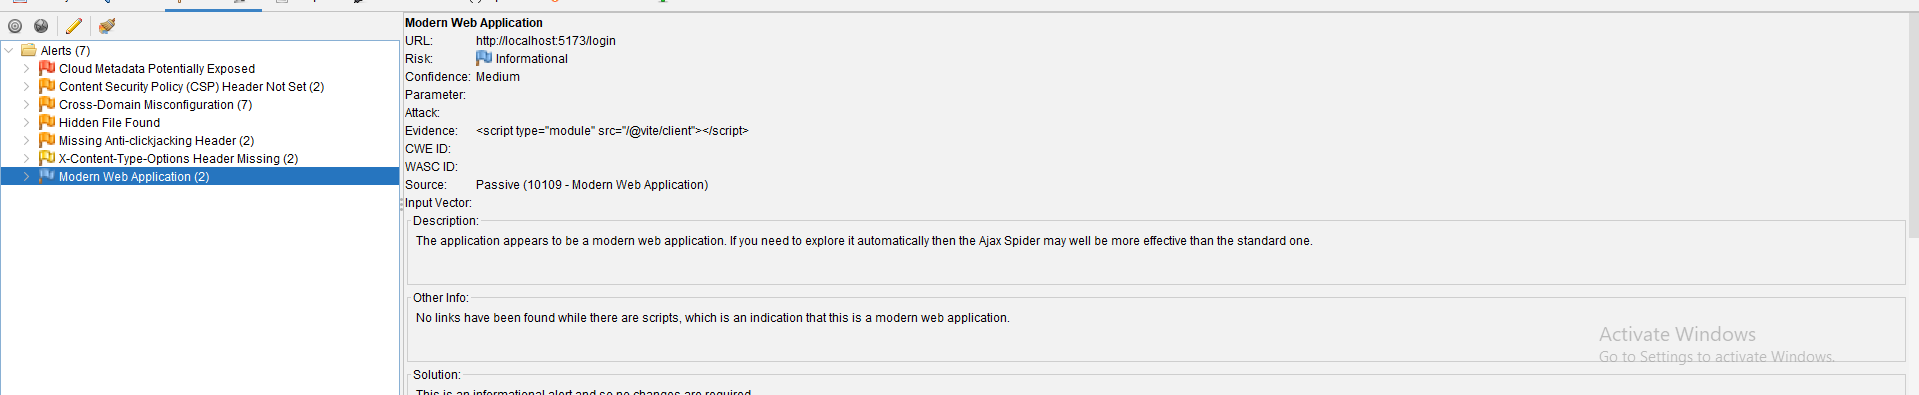 Alerts (7)
Cloud Metadata Potentially Exposed
Content Security Policy (CSP) Header Not Set (2)
Cross-Domain Misconfiguration (7)
Hidden File Found
Missing Anti-clickjacking Header (2)
X-Content-Type-Options Header Missing (2)
Modern Web Application (2)
Modern Web Application
URL: http://localhost:5173/login
Risk: Informational
Confidence: Medium
Parameter:
Attack:
Evidence: <script type="module" src="/@vite/client"></script>
CWE ID:
WASC ID:
Source: Passive (10109 - Modern Web Application)
Input Vector:
Description:
The application appears to be a modern web application. If you need to explore it automatically then the Ajax Spider may well be more effective than the standard one.
Other Info:
No links have been found while there are scripts, which is an indication that this is a modern web application.
Solution:
This is an informational alert and so no changes are required.
Activate Windows
Go to Settings to activate Windows.